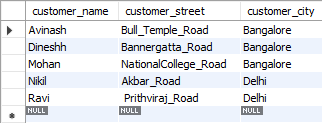 customer_name customer_street customer_city
Avinash Bull_Temple_Road Bangalore
Dineshh Bannergatta_Road Bangalore
Mohan NationalCollege_Road Bangalore
Nikil Akbar_Road Delhi
Ravi Prithviraj_Road Delhi
NULL NULL NULL